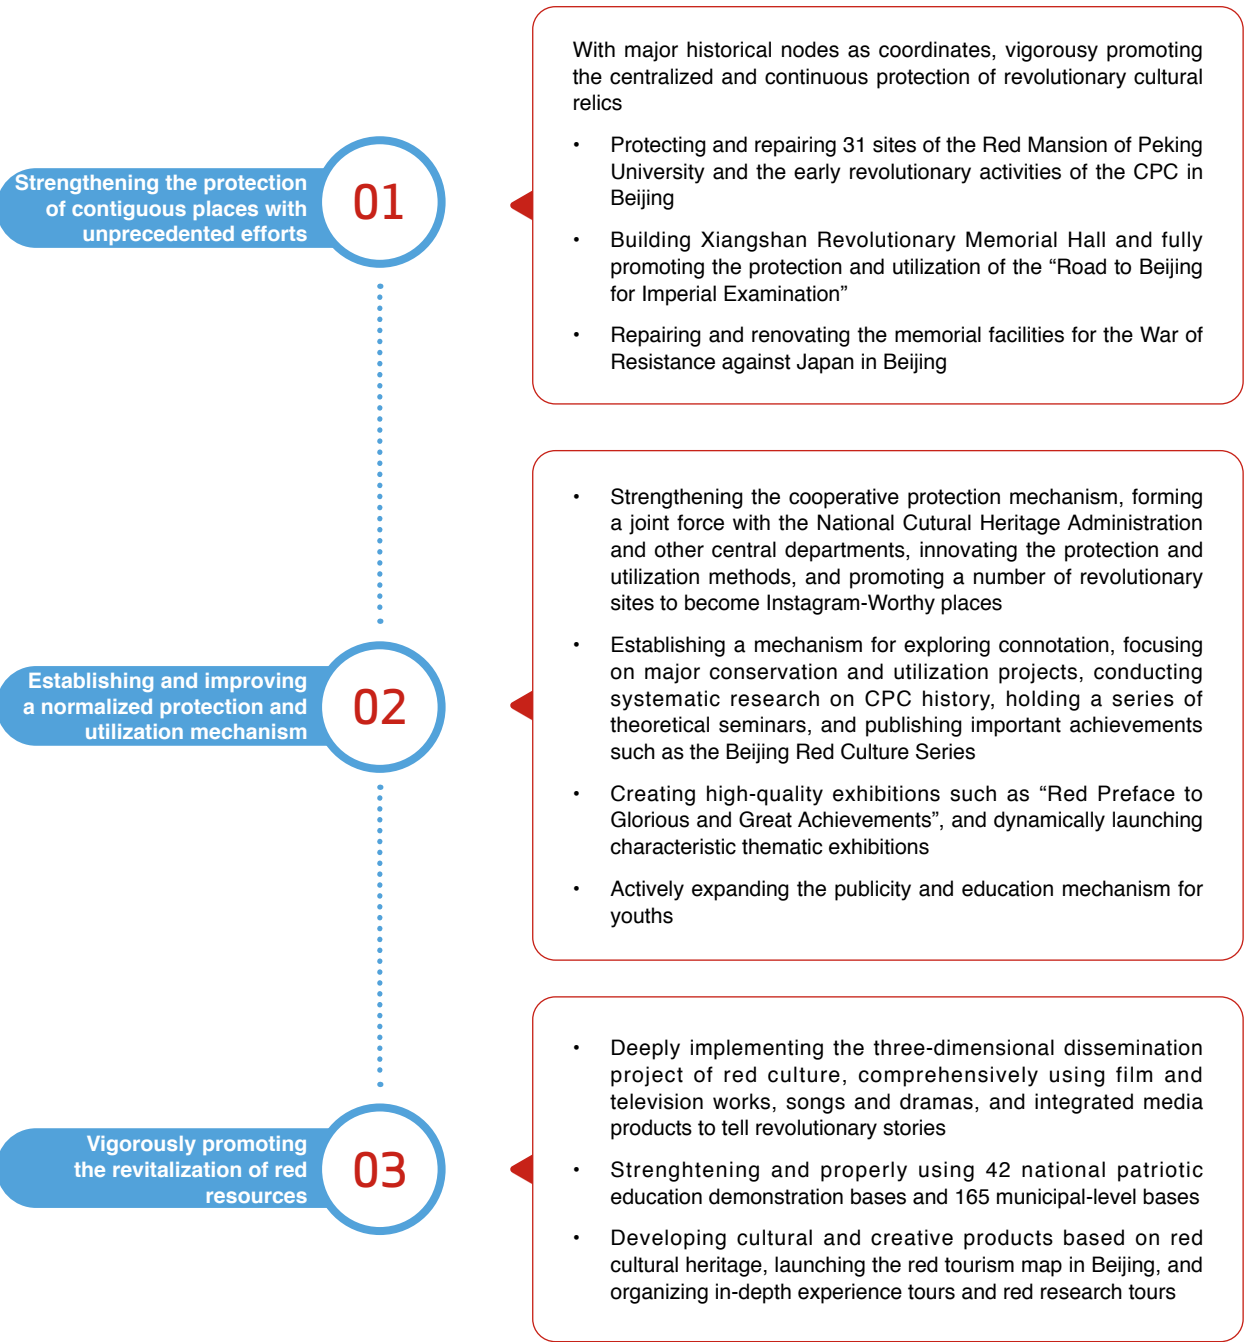 With major historical nodes as coordinates, vigorousy promoting
the centralized and continuous protection of revolutionary cultural
relics
• Protecting and repairing 31 sites of the Red Mansion of Peking
University and the early revolutionary activities of the CPC in
Beijing
• Building Xiangshan Revolutionary Memorial Hall and fully
promoting the protection and utilization of the “Road to Beijing
for Imperial Examination”
• Repairing and renovating the memorial facilities for the War of
Resistance against Japan in Beijing
Strengthening the protection
of contiguous places with
unprecedented efforts
01
• Strengthening the cooperative protection mechanism, forming
a joint force with the National Cutural Heritage Administration
and other central departments, innovating the protection and
utilization methods, and promoting a number of revolutionary
sites to become Instagram-Worthy places
• Establishing a mechanism for exploring connotation, focusing
on major conservation and utilization projects, conducting
systematic research on CPC history, holding a series of
theoretical seminars, and publishing important achievements
such as the Beijing Red Culture Series
• Creating high-quality exhibitions such as “Red Preface to
Glorious and Great Achievements”, and dynamically launching
characteristic thematic exhibitions
• Actively expanding the publicity and education mechanism for
youths
Establishing and improving
a normalized protection and
utilization mechanism
02
• Deeply implementing the three-dimensional dissemination
project of red culture, comprehensively using film and
television works, songs and dramas, and integrated media
products to tell revolutionary stories
• Strenghtening and properly using 42 national patriotic
education demonstration bases and 165 municipal-level bases
• Developing cultural and creative products based on red
cultural heritage, launching the red tourism map in Beijing, and
organizing in-depth experience tours and red research tours
Vigorously promoting
the revitalization of red
resources
03